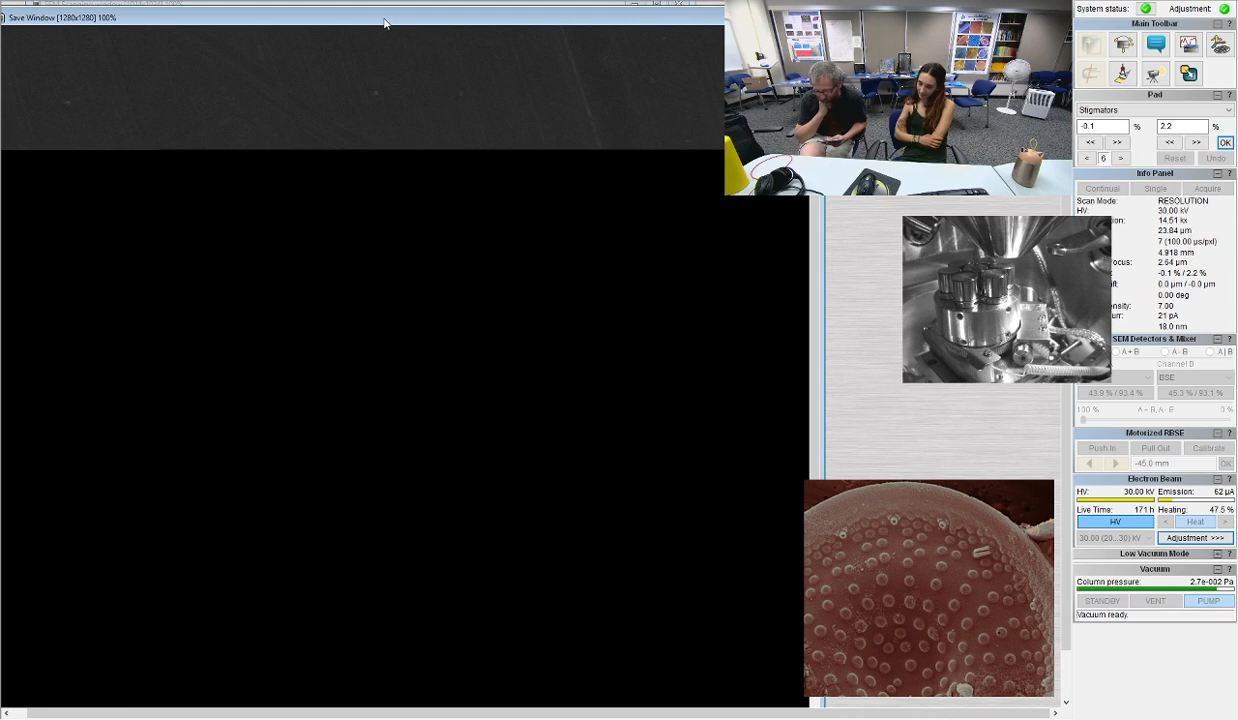 Save Window [1280x1280] 100%
System status:
Adjustment:
Main Toolbar
Pad
Stigmators
-0.1 % 2.2 %
<< >> << >> OK
< 6 > Reset Undo
Info Panel
Continual Single Acquire
Scan Mode: RESOLUTION
HV: 30.00 kV
14.51 kx
23.84 µm
7 (100.00 µs/pxl)
4.918 mm
ocus: 2.64 µm
-0.1 % / 2.2 %
0.0 µm / -0.0 µm
0.00 deg
ensity: 7.00
urr: 21 pA
18.0 nm
SEM Detectors & Mixer
A+B A-B A|B
BSE
43.9 % / 93.4 % 45.3 % / 93.1 %
100 % A+B, A-B 0 %
Motorized RBSE
Push In Pull Out Calibrate
-45.0 mm OK
Electron Beam
HV: 30.00 kV Emission: 62 µA
Live Time: 171 h Heating: 47.5 %
HV < Heat >
30.00 (20...30) kV Adjustment >>>
Low Vacuum Mode
Vacuum
Column pressure: 2.7e-002 Pa
STANDBY VENT PUMP
Vacuum ready.